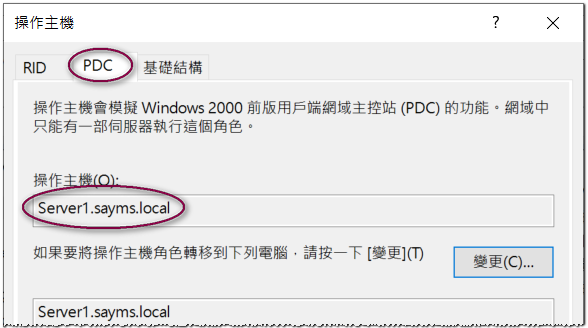 操作主機
?
RID
PDC
基礎結構
操作主機會模擬 Windows 2000 前版用戶端網域主控站 (PDC) 的功能。網域中
只能有一部伺服器執行這個角色。
操作主機(O):
Server1.sayms.local
如果要將操作主機角色轉移到下列電腦，請按一下 [變更](T)
變更(C)...
Server1.sayms.local